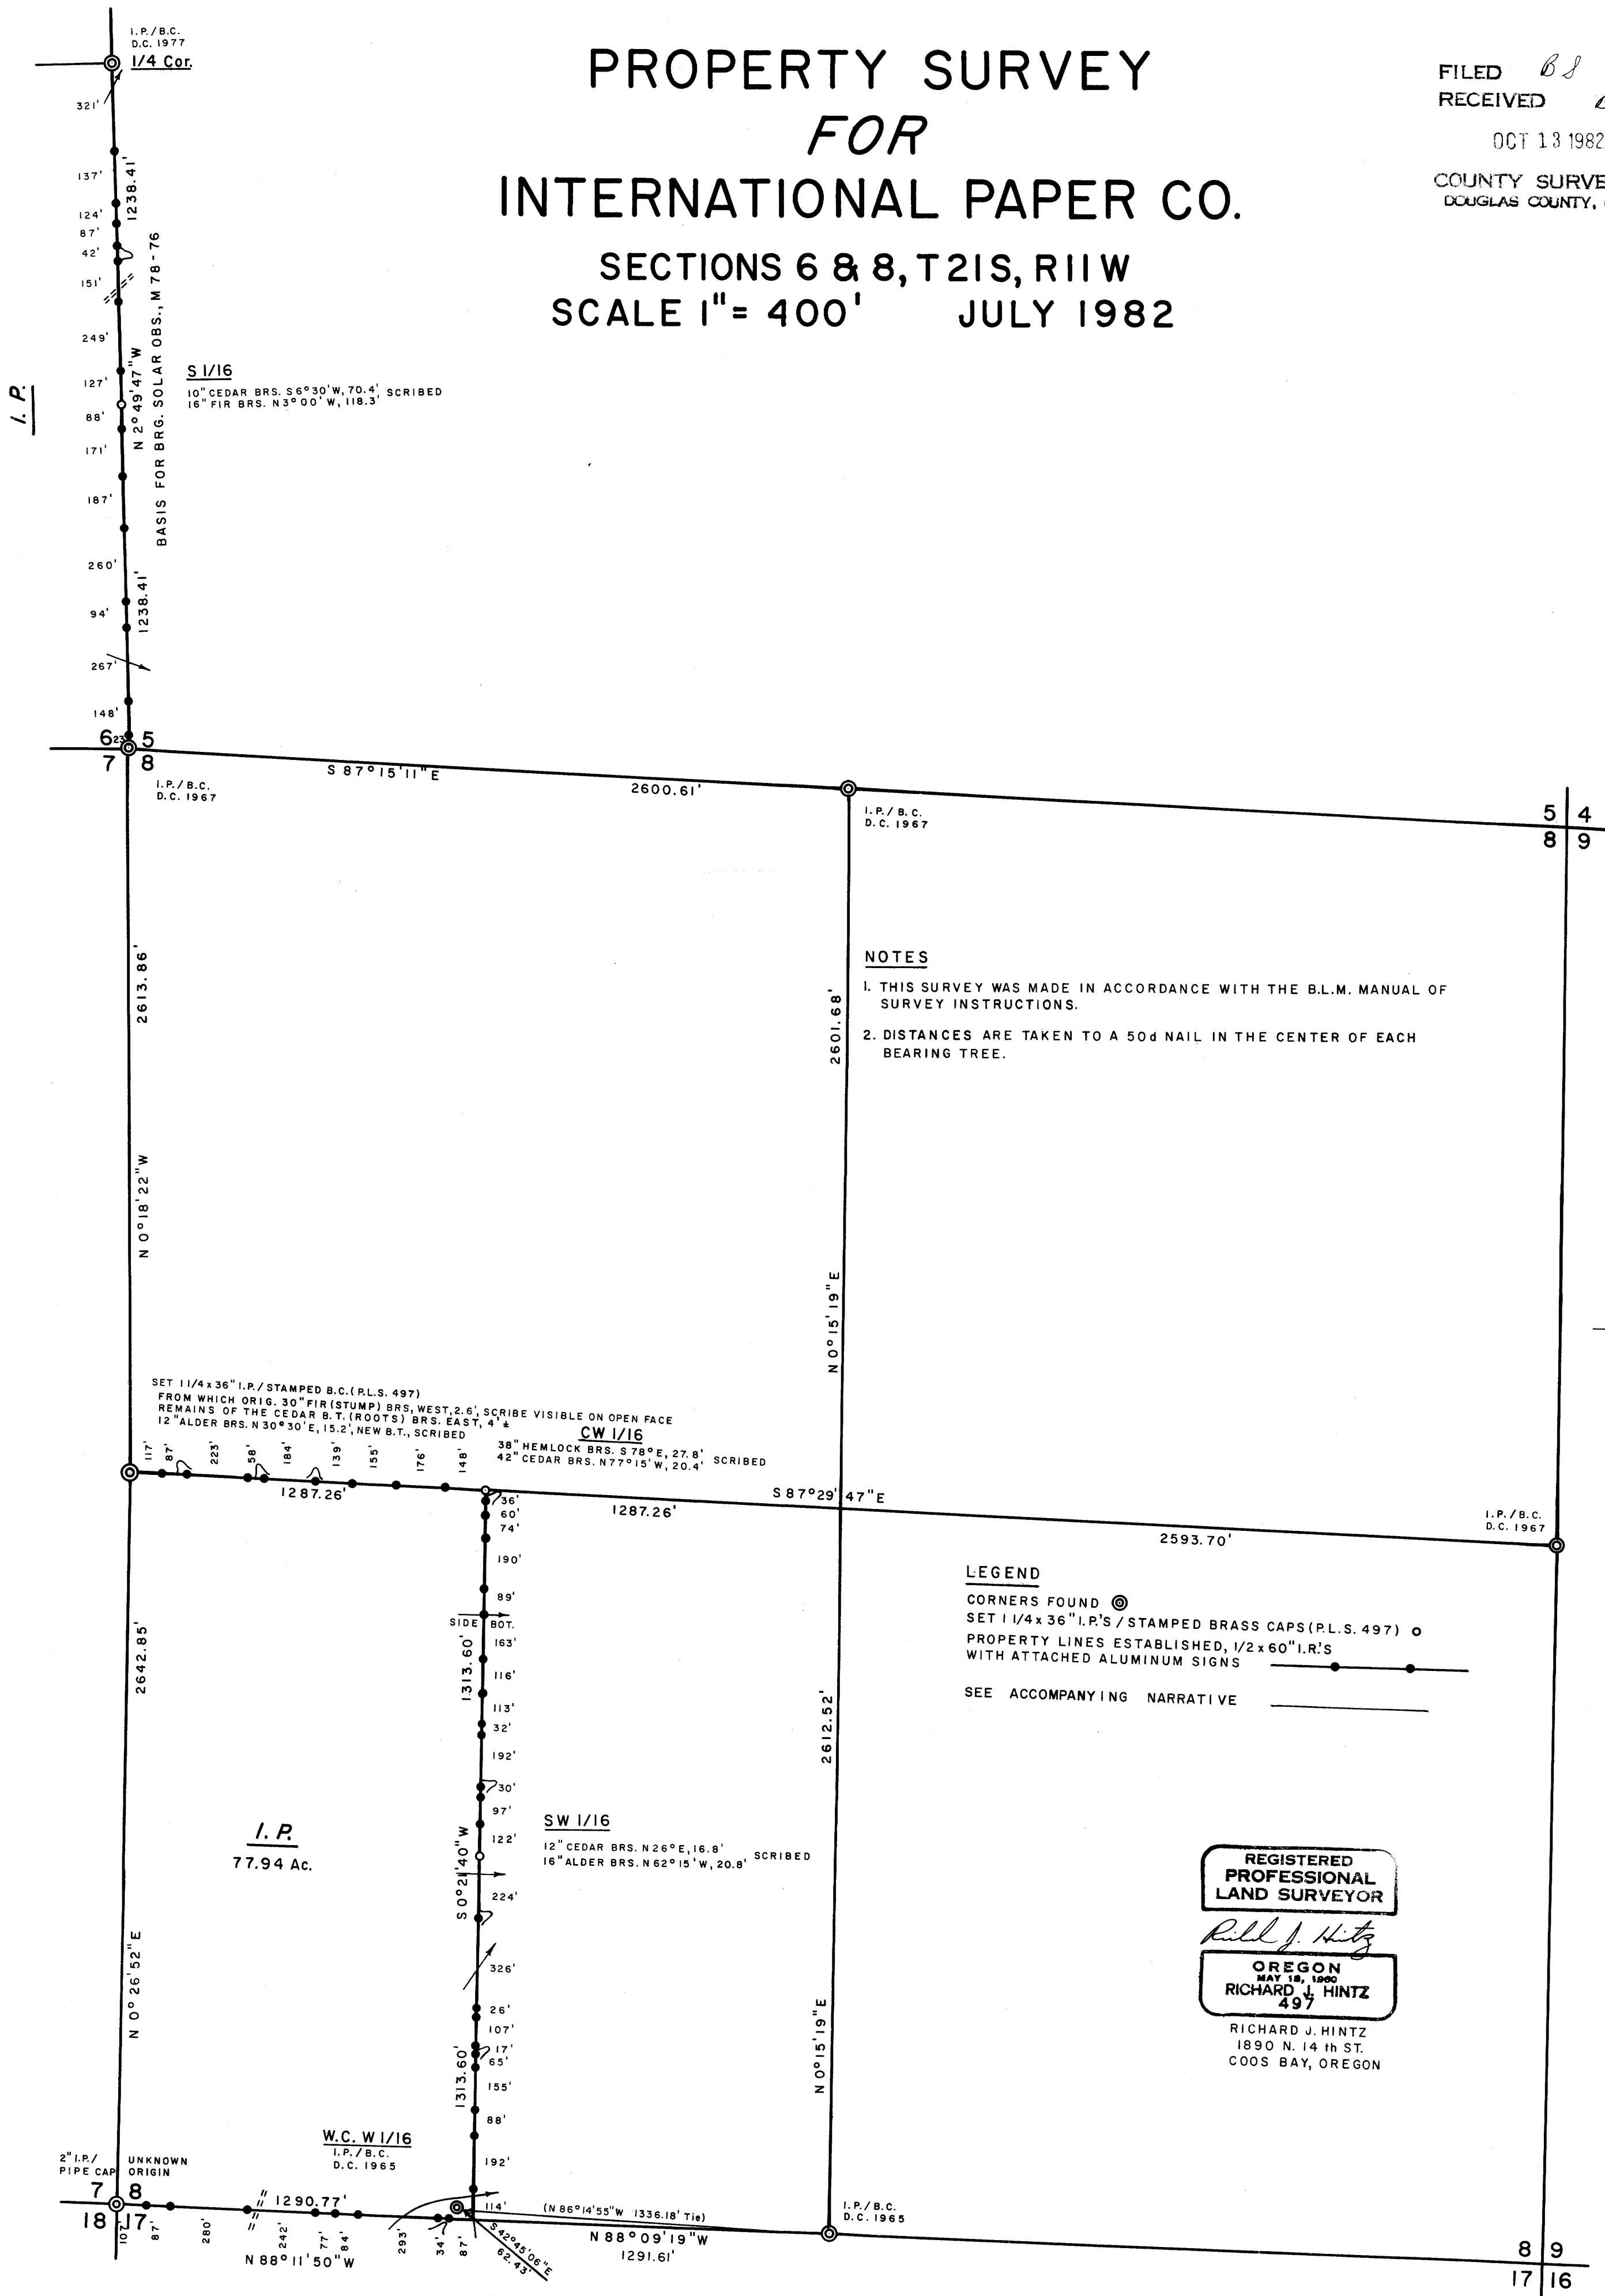 PROPERTY SURVEY
FOR
INTERNATIONAL PAPER CO.
SECTIONS 6 & 8, T21S, R11W
SCALE 1" = 400' JULY 1982
FILED
RECEIVED
OCT 13 1982
COUNTY SURVE
DOUGLAS COUNTY,
I.P./B.C.
D.C. 1977
1/4 Cor.
321'
137'
124'
87'
42'
151'
249'
127'
88'
171'
187'
260'
94'
267'
148'
23'
1238.41'
N 2°49'47"W
BASIS FOR BRG. SOLAR OBS., M 78-76
1238.41'
I. P.
S 1/16
10" CEDAR BRS. S 6°30'W, 70.4' SCRIBED
16" FIR BRS. N 3°00'W, 118.3'
6 5
7 8
I.P./B.C.
D.C. 1967
S 87°15'11"E
2600.61'
I.P./B.C.
D.C. 1967
5 4
8 9
2613.86'
N 0°18'22"W
2601.68'
N 0°15'19"E
NOTES
1. THIS SURVEY WAS MADE IN ACCORDANCE WITH THE B.L.M. MANUAL OF
SURVEY INSTRUCTIONS.
2. DISTANCES ARE TAKEN TO A 50d NAIL IN THE CENTER OF EACH
BEARING TREE.
SET 1 1/4 x 36" I.P./STAMPED B.C. (P.L.S. 497)
FROM WHICH ORIG. 30" FIR (STUMP) BRS, WEST, 2.6', SCRIBE VISIBLE ON OPEN FACE
REMAINS OF THE CEDAR B.T. (ROOTS) BRS. EAST, 4'±
12" ALDER BRS. N 30°30'E, 15.2', NEW B.T., SCRIBED
CW 1/16
38" HEMLOCK BRS. S 78°E, 27.8' SCRIBED
42" CEDAR BRS. N 77°15'W, 20.4'
117'
87'
223'
58'
184'
139'
155'
176'
148'
1287.26'
1287.26'
S 87°29'47"E
2593.70'
I.P./B.C.
D.C. 1967
36'
60'
74'
190'
89'
SIDE BOT.
163'
116'
113'
32'
192'
30'
97'
122'
224'
326'
26'
107'
17'
65'
155'
88'
192'
114'
1313.60'
S 0°21'40"W
1313.60'
2642.85'
N 0°26'52"E
2612.52'
N 0°15'19"E
LEGEND
CORNERS FOUND
SET 1 1/4 x 36" I.P.'S / STAMPED BRASS CAPS (P.L.S. 497)
PROPERTY LINES ESTABLISHED, 1/2 x 60" I.R.'S
WITH ATTACHED ALUMINUM SIGNS
SEE ACCOMPANYING NARRATIVE
I. P.
77.94 Ac.
SW 1/16
12" CEDAR BRS. N 26°E, 16.8' SCRIBED
16" ALDER BRS. N 62°15'W, 20.8'
REGISTERED
PROFESSIONAL
LAND SURVEYOR
Richard J. Hintz
OREGON
MAY 18, 1960
RICHARD J. HINTZ
497
RICHARD J. HINTZ
1890 N. 14 th ST.
COOS BAY, OREGON
W.C. W 1/16
I.P./B.C.
D.C. 1965
2" I.P./ UNKNOWN
PIPE CAP ORIGIN
7 8
18 17
1290.77'
107'
87'
280'
242'
77'
84'
293'
34'
87'
N 88°11'50"W
(N 86°14'55"W 1336.18' Tie)
S 42°45'06"E
62.43'
N 88°09'19"W
1291.61'
I.P./B.C.
D.C. 1965
8 9
17 16